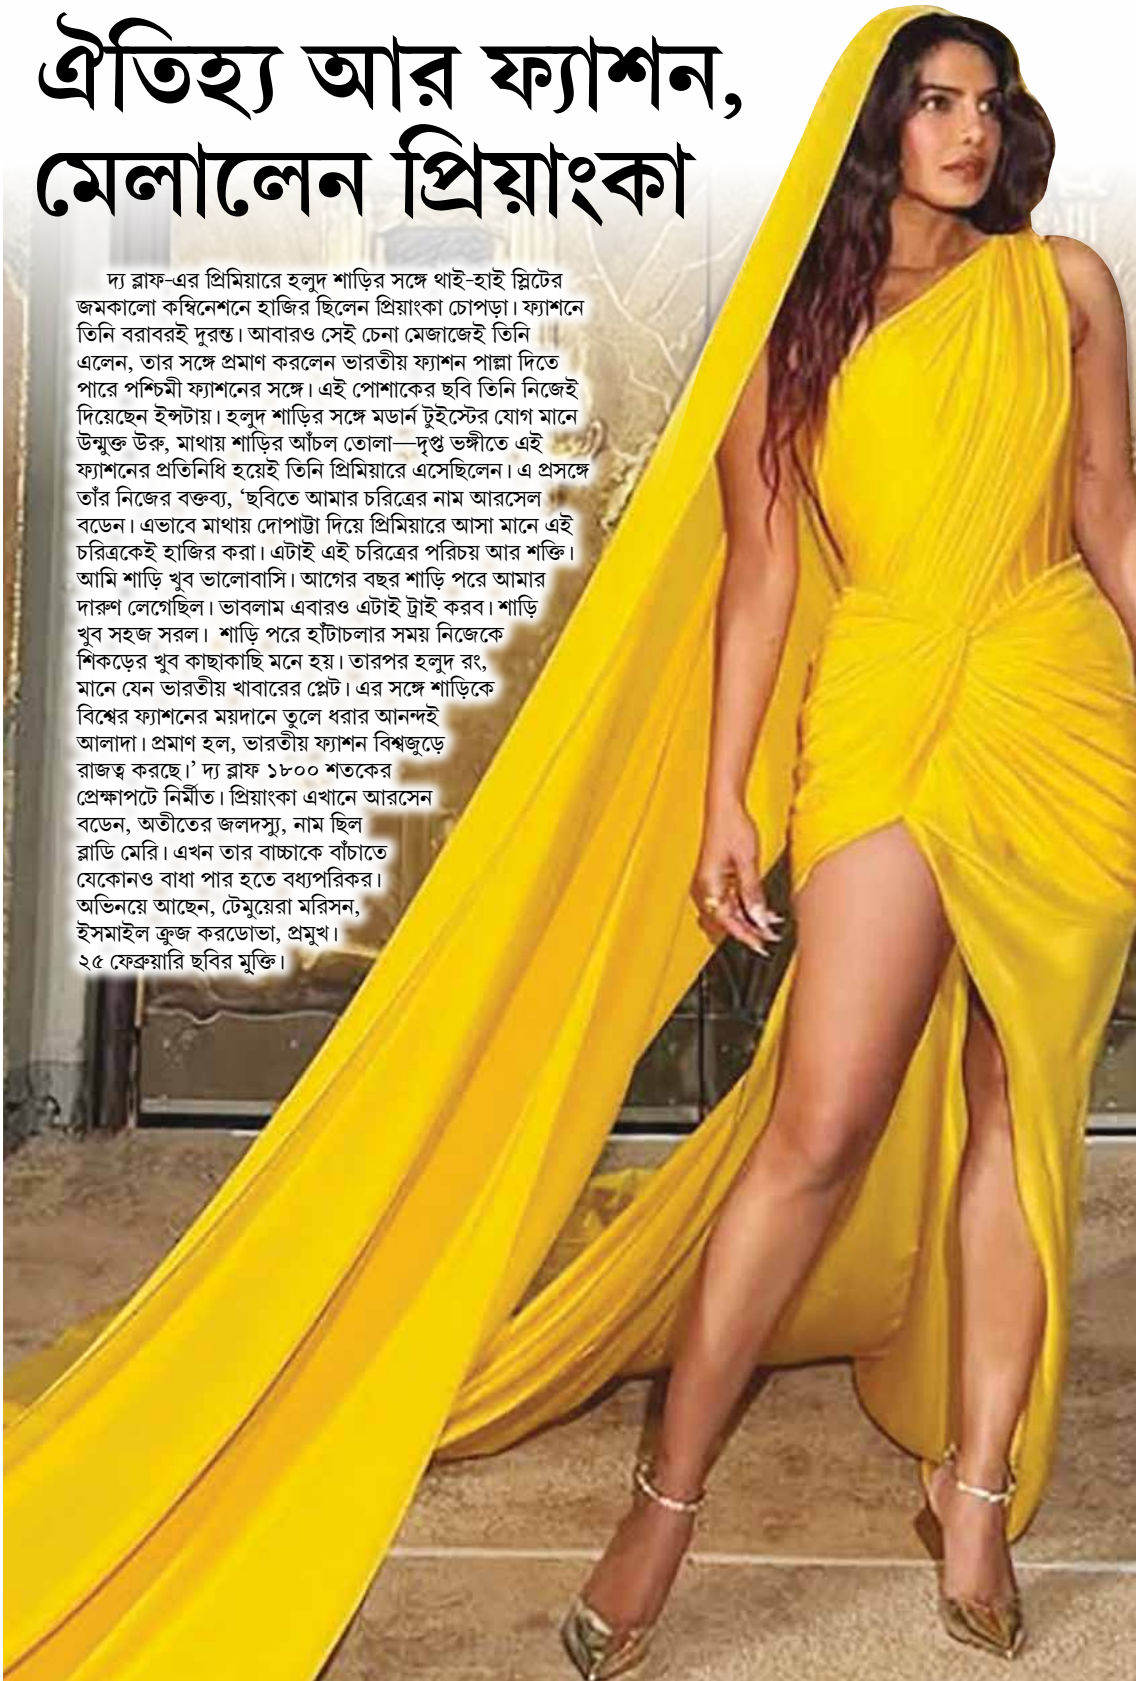 ঐতিহ্য আর ফ্যাশন,
মেলালেন প্রিয়াংকা
দ্য ব্লাফ-এর প্রিমিয়ারে হলুদ শাড়ির সঙ্গে থাই-হাই স্লিটের
জমকালো কম্বিনেশনে হাজির ছিলেন প্রিয়াংকা চোপড়া। ফ্যাশনে
তিনি বরাবরই দুরন্ত। আবারও সেই চেনা মেজাজেই তিনি
এলেন, তার সঙ্গে প্রমাণ করলেন ভারতীয় ফ্যাশন পাল্লা দিতে
পারে পশ্চিমী ফ্যাশনের সঙ্গে। এই পোশাকের ছবি তিনি নিজেই
দিয়েছেন ইন্সটায়। হলুদ শাড়ির সঙ্গে মডার্ন টুইস্টের যোগ মানে
উন্মুক্ত উরু, মাথায় শাড়ির আঁচল তোলা—দৃপ্ত ভঙ্গীতে এই
ফ্যাশনের প্রতিনিধি হয়েই তিনি প্রিমিয়ারে এসেছিলেন। এ প্রসঙ্গে
তাঁর নিজের বক্তব্য, ‘ছবিতে আমার চরিত্রের নাম আরসেল
বডেন। এভাবে মাথায় দোপাট্টা দিয়ে প্রিমিয়ারে আসা মানে এই
চরিত্রকেই হাজির করা। এটাই এই চরিত্রের পরিচয় আর শক্তি।
আমি শাড়ি খুব ভালোবাসি। আগের বছর শাড়ি পরে আমার
দারুণ লেগেছিল। ভাবলাম এবারও এটাই ট্রাই করব। শাড়ি
খুব সহজ সরল। শাড়ি পরে হাঁটাচলার সময় নিজেকে
শিকড়ের খুব কাছাকাছি মনে হয়। তারপর হলুদ রং,
মানে যেন ভারতীয় খাবারের প্লেট। এর সঙ্গে শাড়িকে
বিশ্বের ফ্যাশনের ময়দানে তুলে ধরার আনন্দই
আলাদা। প্রমাণ হল, ভারতীয় ফ্যাশন বিশ্বজুড়ে
রাজত্ব করছে।’ দ্য ব্লাফ ১৮০০ শতকের
প্রেক্ষাপটে নির্মীত। প্রিয়াংকা এখানে আরসেন
বডেন, অতীতের জলদস্যু, নাম ছিল
ব্লাডি মেরি। এখন তার বাচ্চাকে বাঁচাতে
যেকোনও বাধা পার হতে বধ্যপরিকর।
অভিনয়ে আছেন, টেমুয়েরা মরিসন,
ইসমাইল ক্রুজ করডোভা, প্রমুখ।
২৫ ফেব্রুয়ারি ছবির মুক্তি।